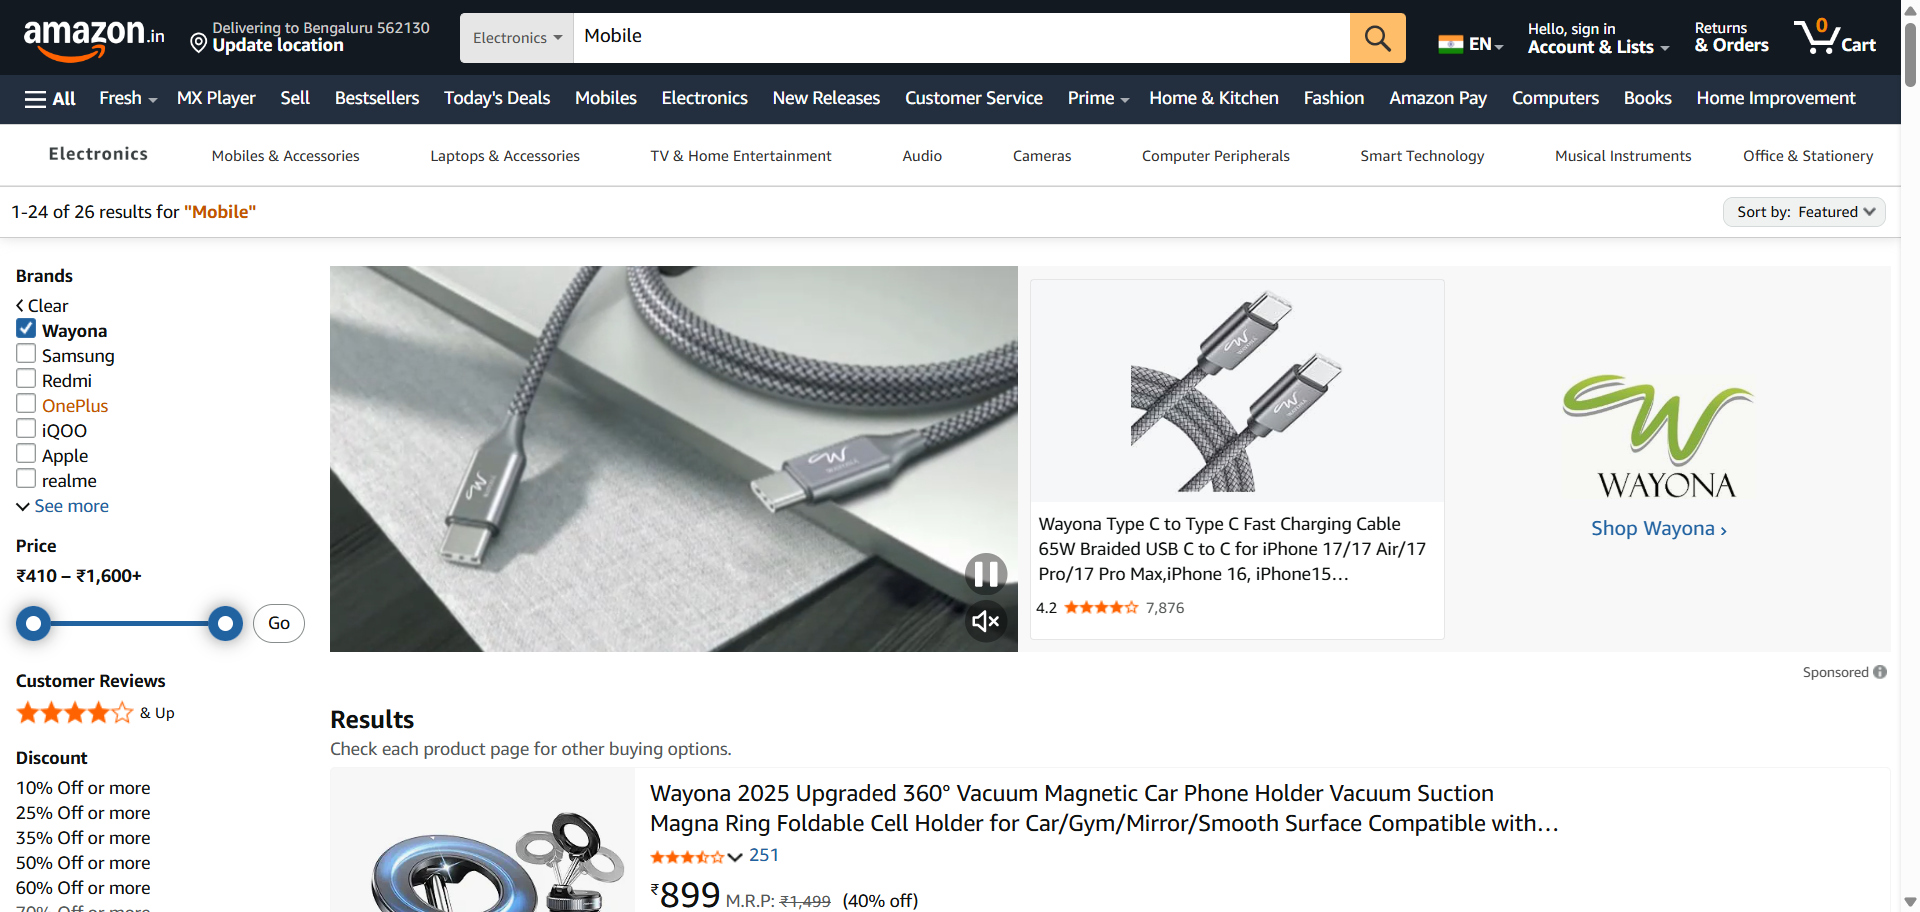 amazon.in
Delivering to Bengaluru 562130
Update location
Electronics
Mobile
EN
Hello, sign in
Account & Lists
Returns
& Orders
0
Cart
All
Fresh
MX Player
Sell
Bestsellers
Today's Deals
Mobiles
Electronics
New Releases
Customer Service
Prime
Home & Kitchen
Fashion
Amazon Pay
Computers
Books
Home Improvement
Electronics
Mobiles & Accessories
Laptops & Accessories
TV & Home Entertainment
Audio
Cameras
Computer Peripherals
Smart Technology
Musical Instruments
Office & Stationery
1-24 of 26 results for "Mobile"
Sort by: Featured
Brands
Clear
Wayona
Samsung
Redmi
OnePlus
iQOO
Apple
realme
See more
Price
₹410 – ₹1,600+
Go
Customer Reviews
& Up
Discount
10% Off or more
25% Off or more
35% Off or more
50% Off or more
60% Off or more
70% Off or more
WAYONA
WAYONA
WAYONA
WAYONA
Wayona Type C to Type C Fast Charging Cable
65W Braided USB C to C for iPhone 17/17 Air/17
Pro/17 Pro Max,iPhone 16, iPhone15…
4.2
7,876
WAYONA
Shop Wayona ›
Sponsored
Results
Check each product page for other buying options.
Wayona 2025 Upgraded 360° Vacuum Magnetic Car Phone Holder Vacuum Suction
Magna Ring Foldable Cell Holder for Car/Gym/Mirror/Smooth Surface Compatible with…
251
₹899 M.R.P: ₹1,499 (40% off)